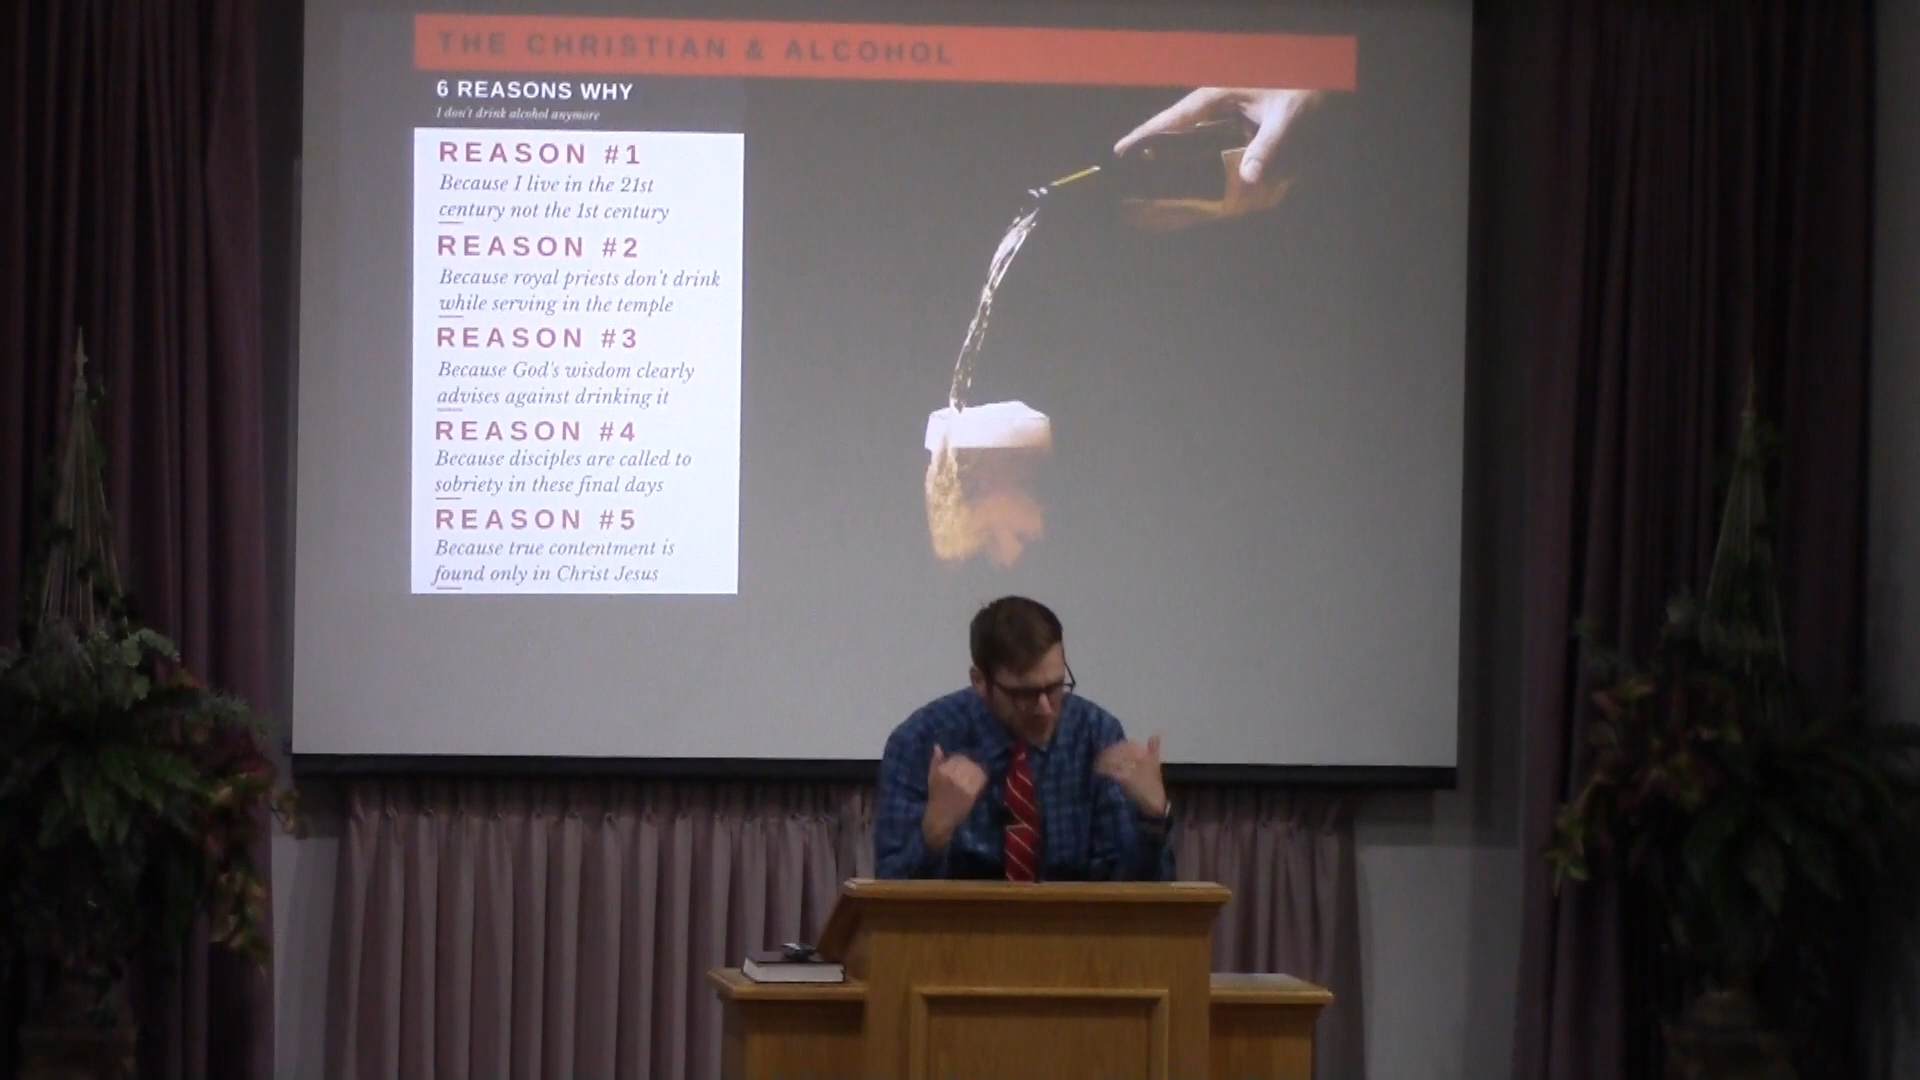 THE CHRISTIAN & ALCOHOL
6 REASONS WHY
I don't drink alcohol anymore
REASON #1
Because I live in the 21st
century not the 1st century
REASON #2
Because royal priests don't drink
while serving in the temple
REASON #3
Because God's wisdom clearly
advises against drinking it
REASON #4
Because disciples are called to
sobriety in these final days
REASON #5
Because true contentment is
found only in Christ Jesus